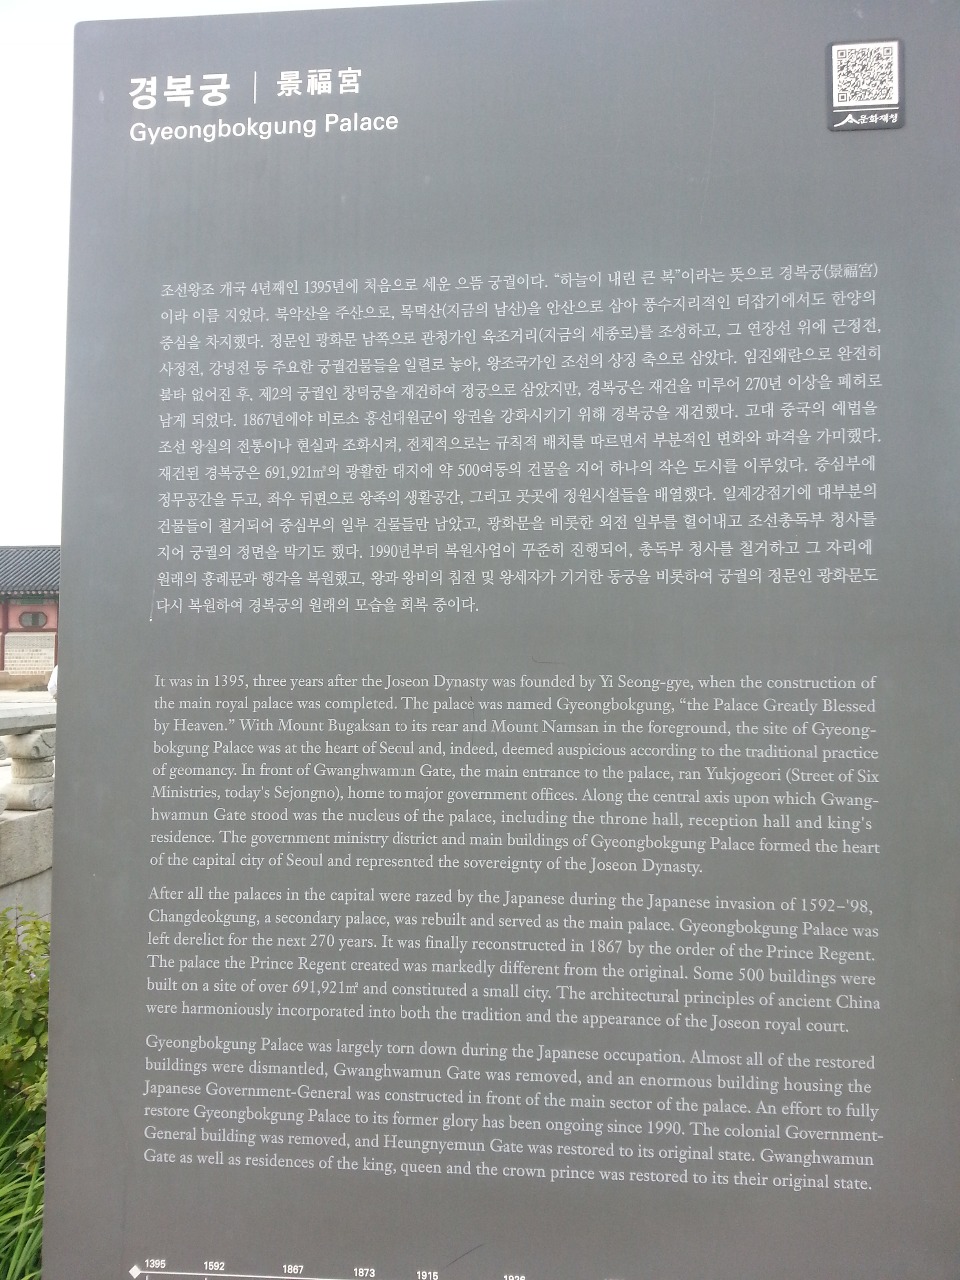 경복궁 | 景福宮
Gyeongbokgung Palace
문화재청
조선왕조 개국 4년째인 1395년에 처음으로 세운 으뜸 궁궐이다. “하늘이 내린 큰 복”이라는 뜻으로 경복궁(景福宮)
이라 이름 지었다. 북악산을 주산으로, 목멱산(지금의 남산)을 안산으로 삼아 풍수지리적인 터잡기에서도 한양의
중심을 차지했다. 정문인 광화문 남쪽으로 관청가인 육조거리(지금의 세종로)를 조성하고, 그 연장선 위에 근정전,
사정전, 강녕전 등 주요한 궁궐건물들을 일렬로 놓아, 왕조국가인 조선의 상징 축으로 삼았다. 임진왜란으로 완전히
불타 없어진 후, 제2의 궁궐인 창덕궁을 재건하여 정궁으로 삼았지만, 경복궁은 재건을 미루어 270년 이상을 폐허로
남게 되었다. 1867년에야 비로소 흥선대원군이 왕권을 강화시키기 위해 경복궁을 재건했다. 고대 중국의 예법을
조선 왕실의 전통이나 현실과 조화시켜, 전체적으로는 규칙적 배치를 따르면서 부분적인 변화와 파격을 가미했다.
재건된 경복궁은 691,921㎡의 광활한 대지에 약 500여동의 건물을 지어 하나의 작은 도시를 이루었다. 중심부에
정무공간을 두고, 좌우 뒤편으로 왕족의 생활공간, 그리고 곳곳에 정원시설들을 배열했다. 일제강점기에 대부분의
건물들이 철거되어 중심부의 일부 건물들만 남았고, 광화문을 비롯한 외전 일부를 헐어내고 조선총독부 청사를
지어 궁궐의 정면을 막기도 했다. 1990년부터 복원사업이 꾸준히 진행되어, 총독부 청사를 철거하고 그 자리에
원래의 흥례문과 행각을 복원했고, 왕과 왕비의 침전 및 왕세자가 기거한 동궁을 비롯하여 궁궐의 정문인 광화문도
다시 복원하여 경복궁의 원래의 모습을 회복 중이다.
It was in 1395, three years after the Joseon Dynasty was founded by Yi Seong-gye, when the construction of
the main royal palace was completed. The palace was named Gyeongbokgung, “the Palace Greatly Blessed
by Heaven.” With Mount Bugaksan to its rear and Mount Namsan in the foreground, the site of Gyeong-
bokgung Palace was at the heart of Seoul and, indeed, deemed auspicious according to the traditional practice
of geomancy. In front of Gwanghwamun Gate, the main entrance to the palace, ran Yukjogeori (Street of Six
Ministries, today's Sejongno), home to major government offices. Along the central axis upon which Gwang-
hwamun Gate stood was the nucleus of the palace, including the throne hall, reception hall and king's
residence. The government ministry district and main buildings of Gyeongbokgung Palace formed the heart
of the capital city of Seoul and represented the sovereignty of the Joseon Dynasty.
After all the palaces in the capital were razed by the Japanese during the Japanese invasion of 1592–'98,
Changdeokgung, a secondary palace, was rebuilt and served as the main palace. Gyeongbokgung Palace was
left derelict for the next 270 years. It was finally reconstructed in 1867 by the order of the Prince Regent.
The palace the Prince Regent created was markedly different from the original. Some 500 buildings were
built on a site of over 691,921㎡ and constituted a small city. The architectural principles of ancient China
were harmoniously incorporated into both the tradition and the appearance of the Joseon royal court.
Gyeongbokgung Palace was largely torn down during the Japanese occupation. Almost all of the restored
buildings were dismantled, Gwanghwamun Gate was removed, and an enormous building housing the
Japanese Government-General was constructed in front of the main sector of the palace. An effort to fully
restore Gyeongbokgung Palace to its former glory has been ongoing since 1990. The colonial Government-
General building was removed, and Heungnyemun Gate was restored to its original state. Gwanghwamun
Gate as well as residences of the king, queen and the crown prince was restored to its their original state.
1395 1592 1867 1873 1915